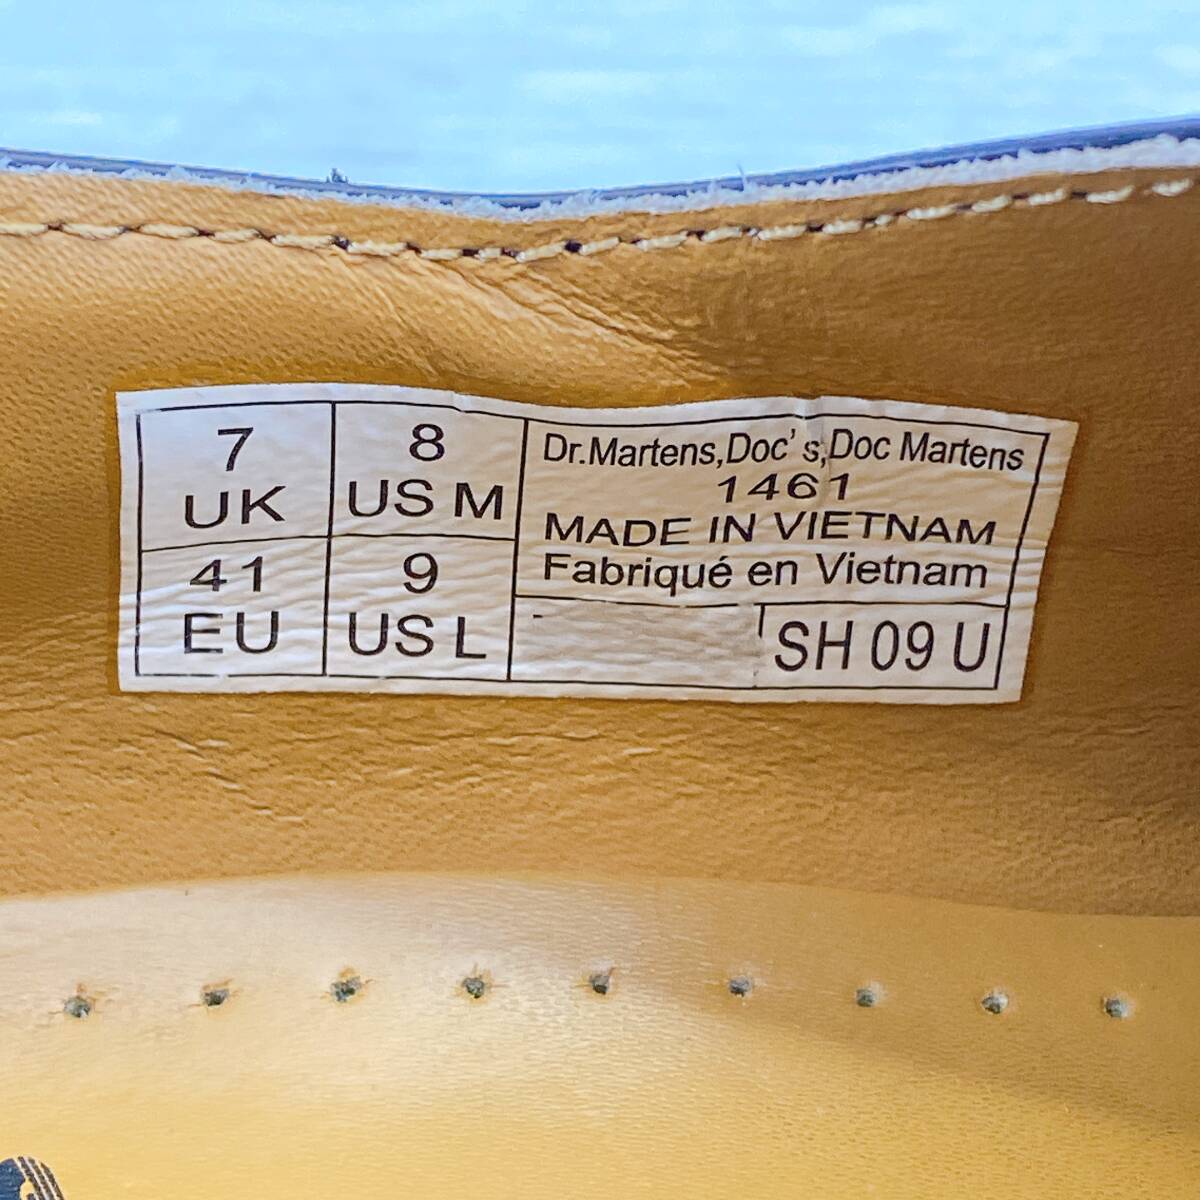 7
UK
8
US M
41
EU
9
US L
Dr.Martens,Doc's,Doc Martens
1461
MADE IN VIETNAM
Fabriqué en Vietnam
SH 09 U